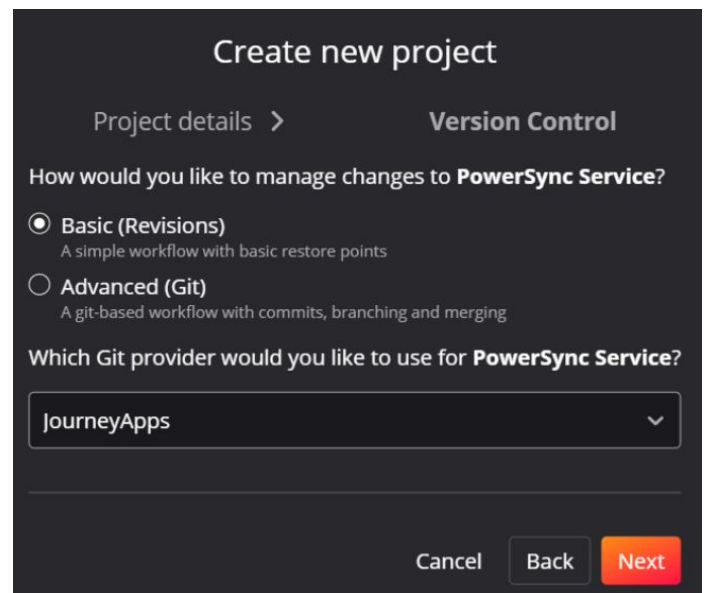 Create new project
Project details > Version Control
How would you like to manage changes to PowerSync Service?
Basic (Revisions)
A simple workflow with basic restore points
Advanced (Git)
A git-based workflow with commits, branching and merging
Which Git provider would you like to use for PowerSync Service?
JourneyApps
Cancel Back Next